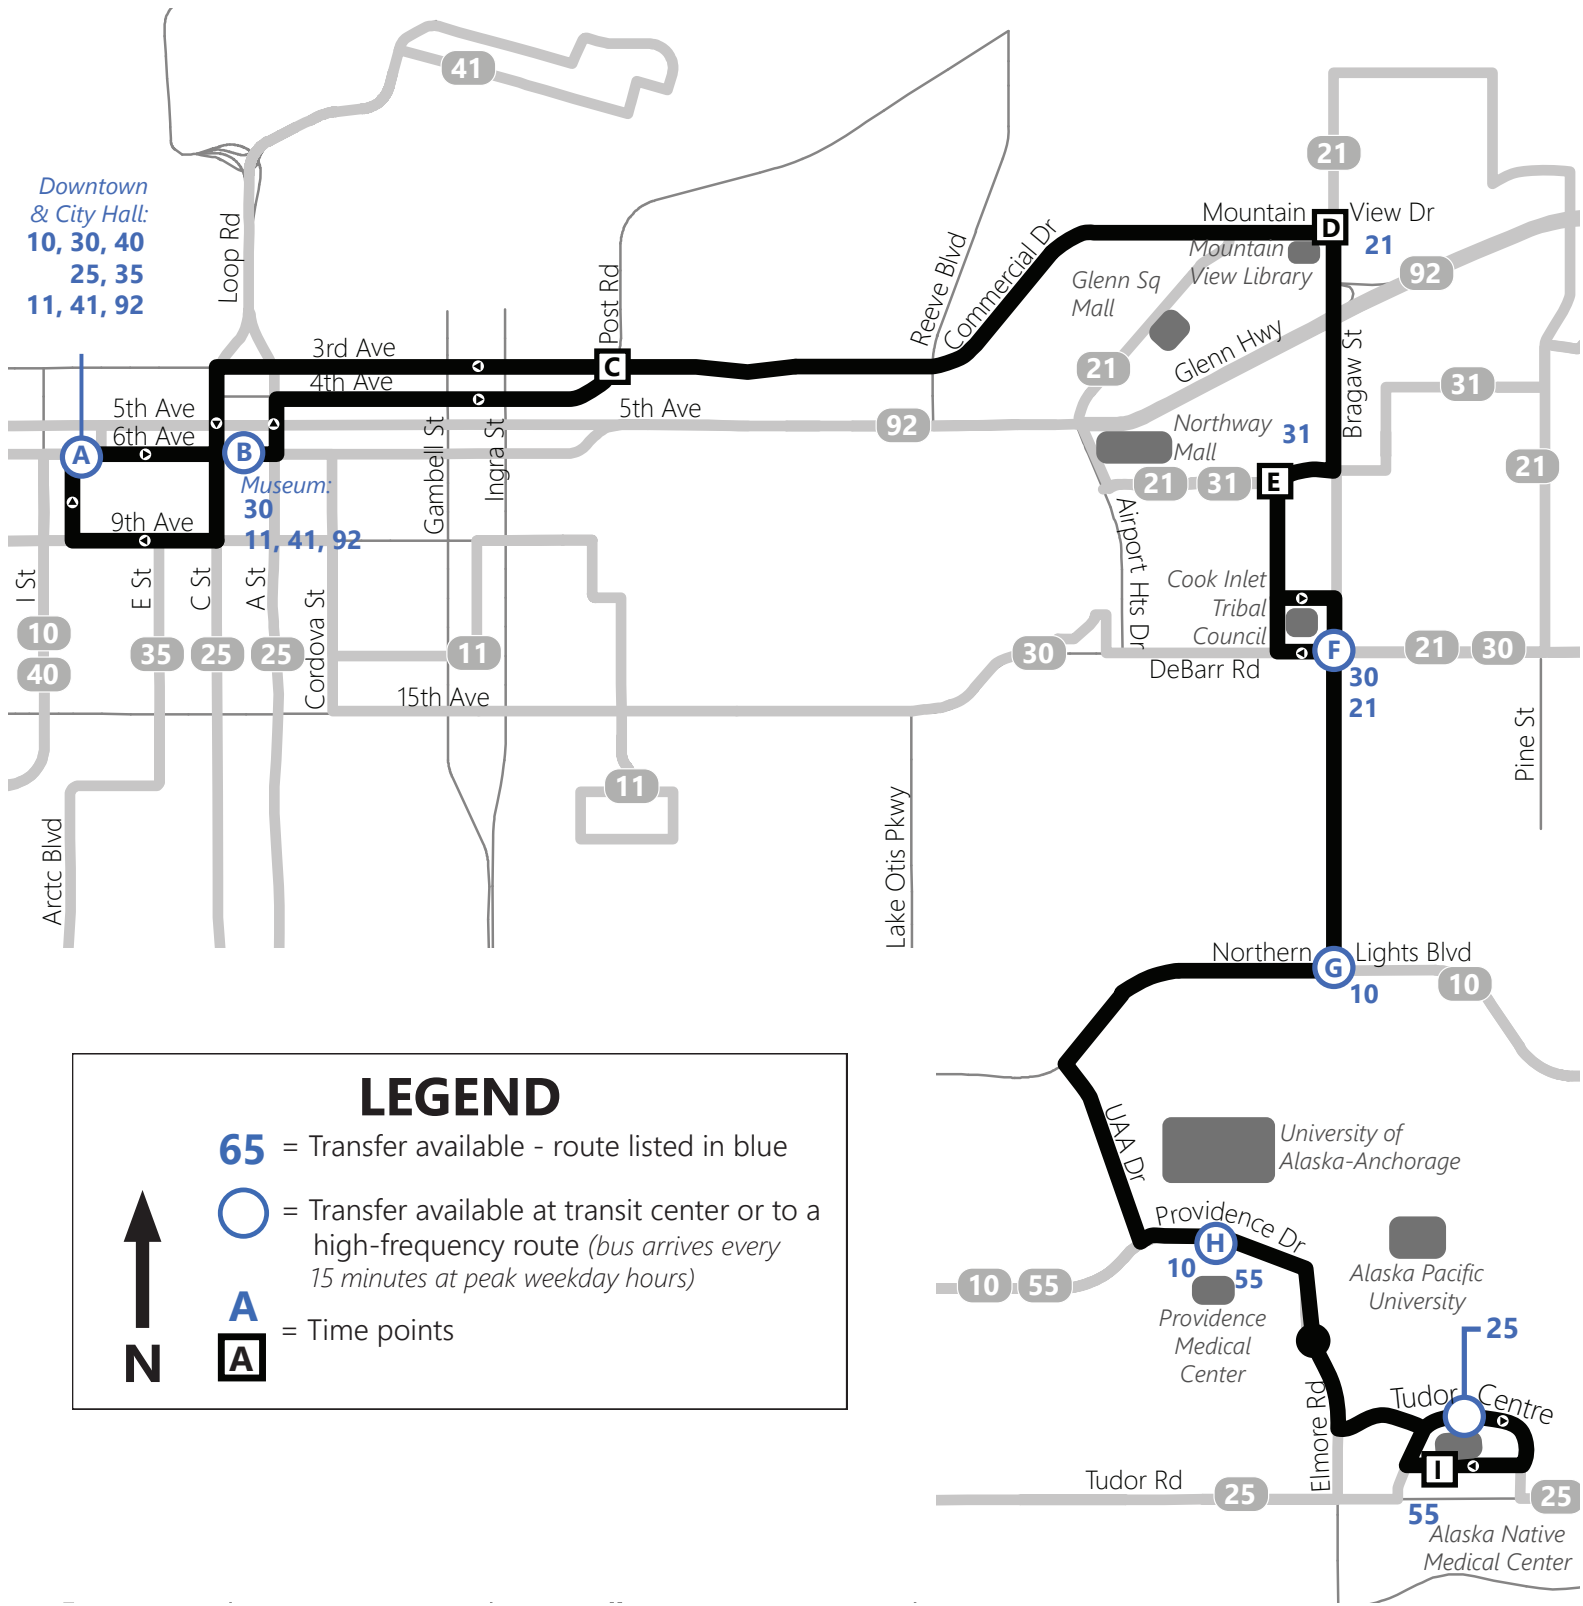 41
Downtown
& City Hall:
10, 30, 40
25, 35
11, 41, 92
Loop Rd
Post Rd
Reeve Blvd
Commercial Dr
21
Mountain
D
View Dr
21
Mountain
View Library
92
Glenn Sq
Mall
Glenn Hwy
21
Bragaw St
31
3rd Ave
C
4th Ave
5th Ave
5th Ave
92
6th Ave
A
B
Museum:
30
11, 41, 92
9th Ave
Gambell St
Ingra St
Northway
Mall
31
21
31
E
21
Airport Hts Dr
I St
E St
C St
A St
Cordova St
10
40
35
25
25
11
30
Cook Inlet
Tribal
Council
DeBarr Rd
F
21
30
30
21
15th Ave
11
Arctc Blvd
Lake Otis Pkwy
Pine St
Northern
G
Lights Blvd
10
10
LEGEND
65 = Transfer available - route listed in blue
= Transfer available at transit center or to a
high-frequency route (bus arrives every
15 minutes at peak weekday hours)
A
A
= Time points
N
UAA Dr
University of
Alaska-Anchorage
Providence Dr
H
10
55
10
55
Providence
Medical
Center
Alaska Pacific
University
25
Tudor Centre
Elmore Rd
I
Tudor Rd
25
25
55
Alaska Native
Medical Center